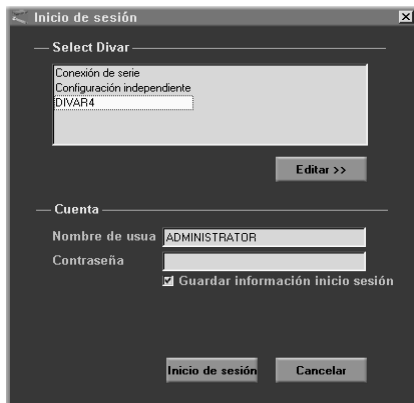 Inicio de sesión
Select Divar
Conexión de serie
Configuración independiente
DIVAR4
Editar >>
Cuenta
Nombre de usua ADMINISTRATOR
Contraseña
Guardar información inicio sesión
Inicio de sesión Cancelar